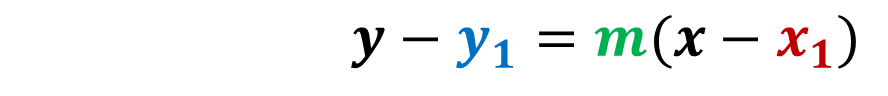 y − y₁ = m(x − x₁)